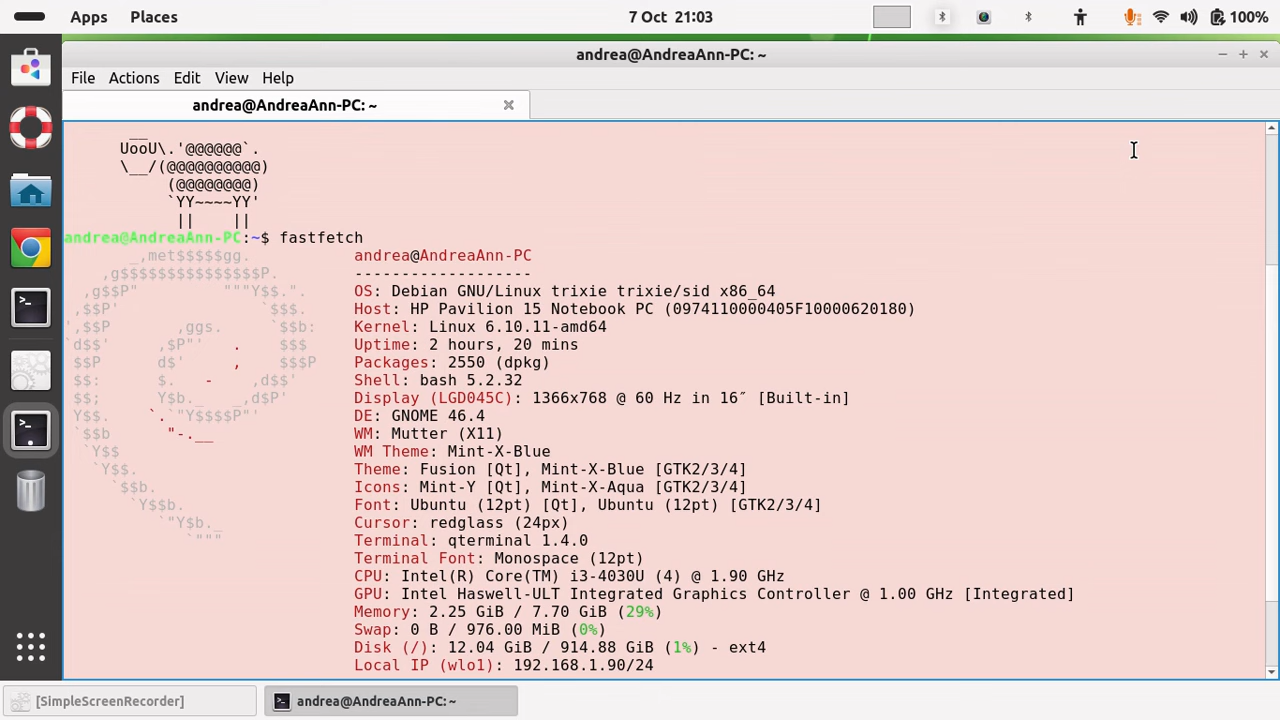 Apps Places 7 Oct 21:03 100%
andrea@AndreaAnn-PC: ~
File Actions Edit View Help
andrea@AndreaAnn-PC: ~
__
UooU\.'@@@@@@`.
\__/(@@@@@@@@@@)
(@@@@@@@@)
`YY~~~~YY'
|| ||
andrea@AndreaAnn-PC:~$ fastfetch
_,met$$$$$gg. andrea@AndreaAnn-PC
,g$$$$$$$$$$$$$$$P. -------------------
,g$$P" """Y$$.". OS: Debian GNU/Linux trixie trixie/sid x86_64
,$$P' `$$$. Host: HP Pavilion 15 Notebook PC (0974110000405F10000620180)
',$$P ,ggs. `$$b: Kernel: Linux 6.10.11-amd64
`d$$' ,$P"' . $$$ Uptime: 2 hours, 20 mins
$$P d$' , $$$P Packages: 2550 (dpkg)
$$: $. - ,d$$' Shell: bash 5.2.32
$$; Y$b._ _,d$P' Display (LGD045C): 1366x768 @ 60 Hz in 16″ [Built-in]
Y$$. `.`"Y$$$$P"' DE: GNOME 46.4
`$$b "-.__ WM: Mutter (X11)
`Y$$ WM Theme: Mint-X-Blue
`Y$$. Theme: Fusion [Qt], Mint-X-Blue [GTK2/3/4]
`$$b. Icons: Mint-Y [Qt], Mint-X-Aqua [GTK2/3/4]
`Y$$b. Font: Ubuntu (12pt) [Qt], Ubuntu (12pt) [GTK2/3/4]
`"Y$b._ Cursor: redglass (24px)
`""" Terminal: qterminal 1.4.0
Terminal Font: Monospace (12pt)
CPU: Intel(R) Core(TM) i3-4030U (4) @ 1.90 GHz
GPU: Intel Haswell-ULT Integrated Graphics Controller @ 1.00 GHz [Integrated]
Memory: 2.25 GiB / 7.70 GiB (29%)
Swap: 0 B / 976.00 MiB (0%)
Disk (/): 12.04 GiB / 914.88 GiB (1%) - ext4
Local IP (wlo1): 192.168.1.90/24
[SimpleScreenRecorder] andrea@AndreaAnn-PC: ~